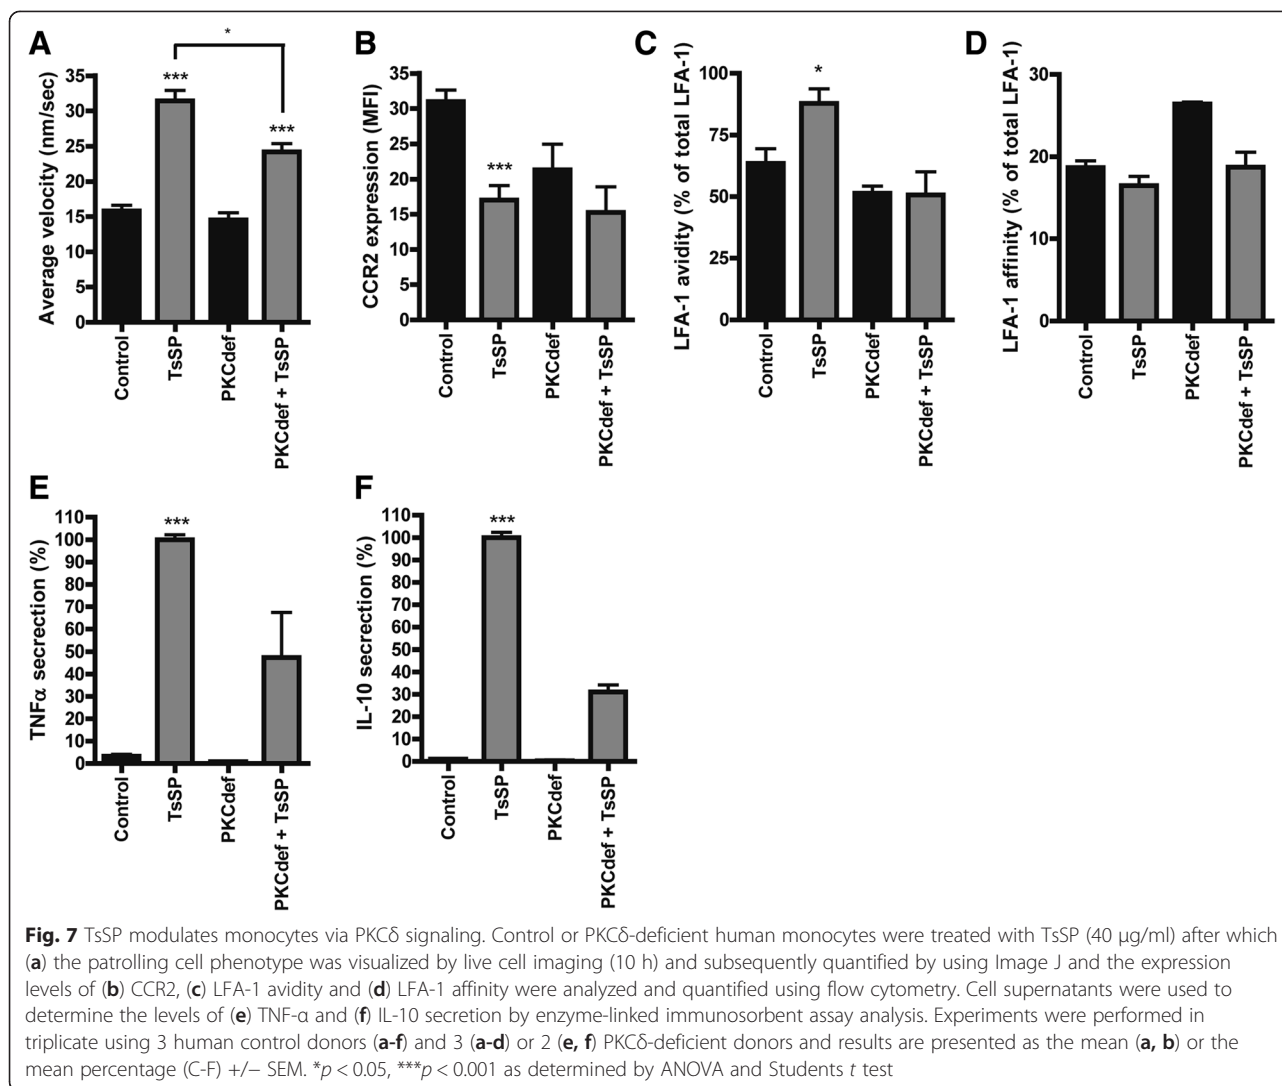 A
B
C
D
*
***
***
Average velocity (nm/sec)
35
30
25
20
15
10
5
0
Control
TsSP
PKCdef
PKCdef + TsSP
***
CCR2 expression (MFI)
35
30
25
20
15
10
5
0
Control
TsSP
PKCdef
PKCdef + TsSP
*
LFA-1 avidity (% of total LFA-1)
100
75
50
25
0
Control
TsSP
PKCdef
PKCdef + TsSP
LFA-1 affinity (% of total LFA-1)
30
20
10
0
Control
TsSP
PKCdef
PKCdef + TsSP
E
F
***
TNFα secrection (%)
110
100
90
80
70
60
50
40
30
20
10
0
Control
TsSP
PKCdef
PKCdef + TsSP
***
IL-10 secrection (%)
110
100
90
80
70
60
50
40
30
20
10
0
Control
TsSP
PKCdef
PKCdef + TsSP
Fig. 7 TsSP modulates monocytes via PKCδ signaling. Control or PKCδ-deficient human monocytes were treated with TsSP (40 μg/ml) after which
(a) the patrolling cell phenotype was visualized by live cell imaging (10 h) and subsequently quantified by using Image J and the expression
levels of (b) CCR2, (c) LFA-1 avidity and (d) LFA-1 affinity were analyzed and quantified using flow cytometry. Cell supernatants were used to
determine the levels of (e) TNF-α and (f) IL-10 secretion by enzyme-linked immunosorbent assay analysis. Experiments were performed in
triplicate using 3 human control donors (a-f) and 3 (a-d) or 2 (e, f) PKCδ-deficient donors and results are presented as the mean (a, b) or the
mean percentage (C-F) +/− SEM. *p < 0.05, ***p < 0.001 as determined by ANOVA and Students t test